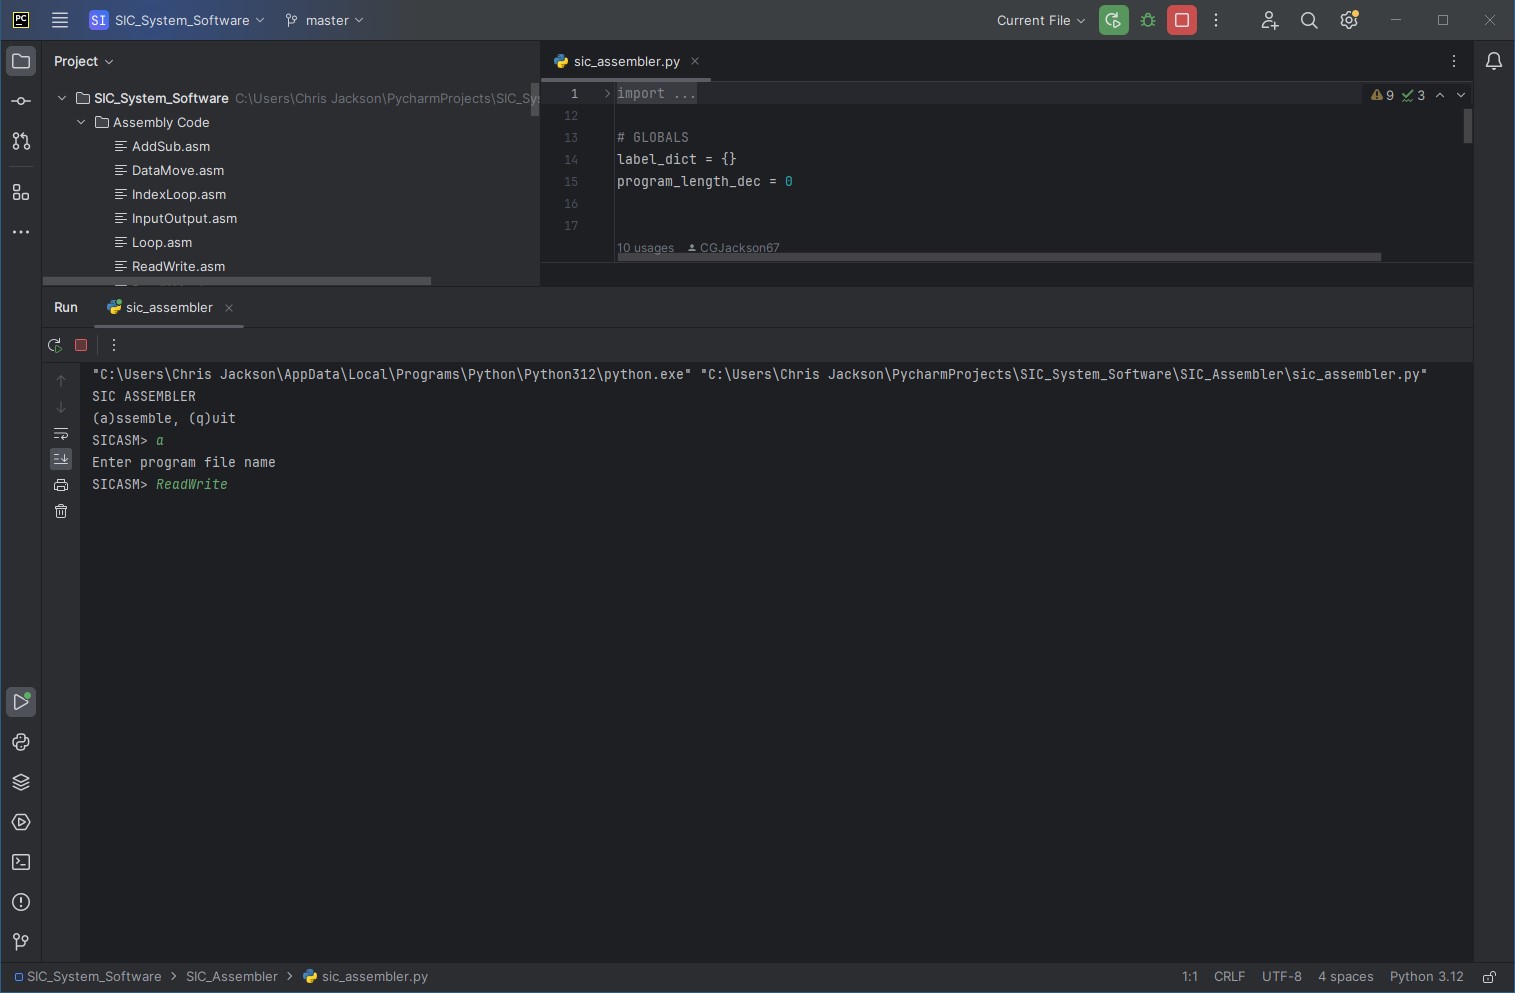 PC
SI SIC_System_Software
master
Current File
Project
sic_assembler.py
SIC_System_Software C:\Users\Chris Jackson\PycharmProjects\SIC_Sys
Assembly Code
AddSub.asm
DataMove.asm
IndexLoop.asm
InputOutput.asm
Loop.asm
ReadWrite.asm
1 import ...
9 3
12
13 # GLOBALS
14 label_dict = {}
15 program_length_dec = 0
16
17
10 usages CGJackson67
Run sic_assembler
"C:\Users\Chris Jackson\AppData\Local\Programs\Python\Python312\python.exe" "C:\Users\Chris Jackson\PycharmProjects\SIC_System_Software\SIC_Assembler\sic_assembler.py"
SIC ASSEMBLER
(a)ssemble, (q)uit
SICASM> a
Enter program file name
SICASM> ReadWrite
SIC_System_Software > SIC_Assembler > sic_assembler.py
1:1 CRLF UTF-8 4 spaces Python 3.12